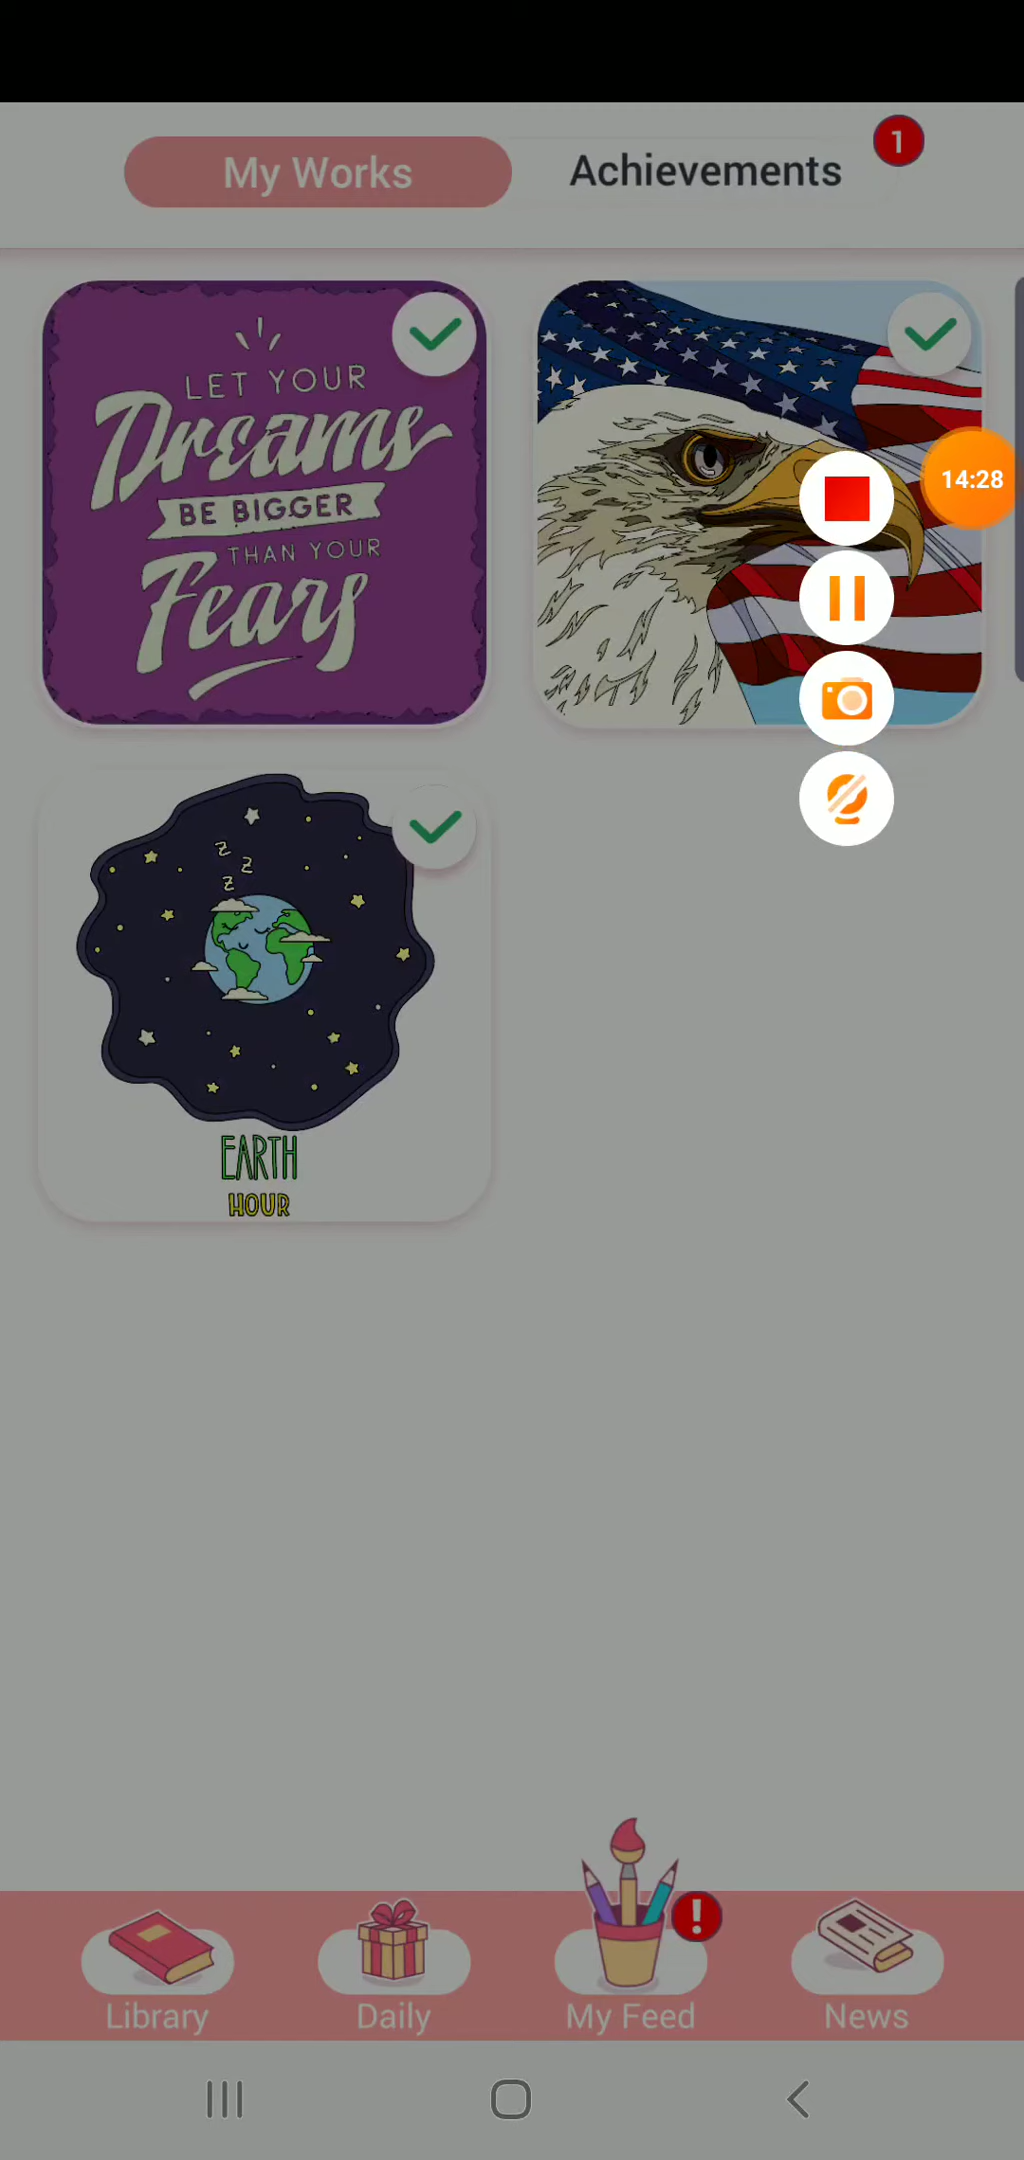 My Works
Achievements
1
LET YOUR
Dreams
BE BIGGER
THAN YOUR
Fears
14:28
z
z
z
EARTH
HOUR
!
Library
Daily
My Feed
News